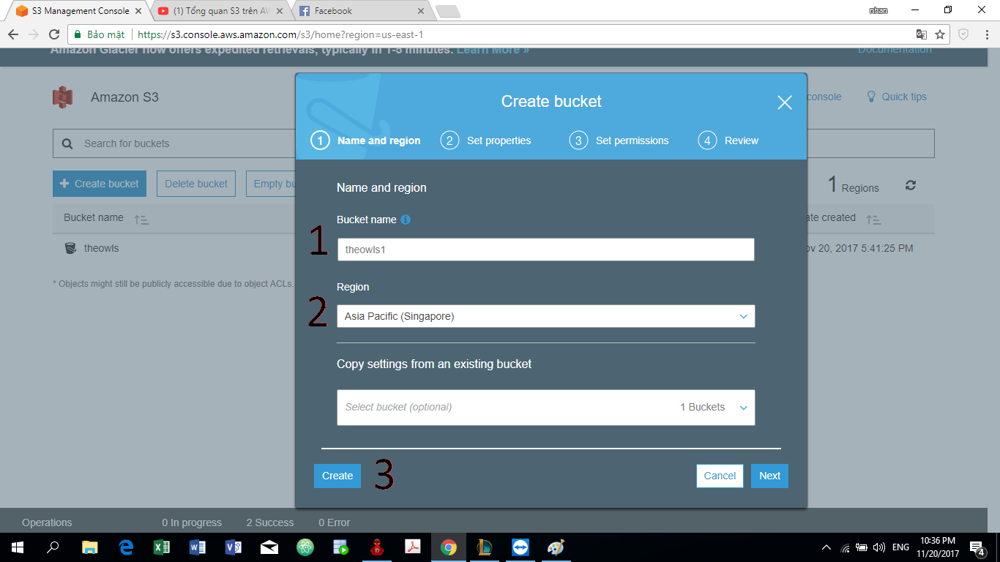 S3 Management Console
(1) Tổng quan S3 trên AW
Facebook
nhan
Bảo mật
https://s3.console.aws.amazon.com/s3/home?region=us-east-1
Amazon Glacier now offers expedited retrievals, typically in 1-5 minutes. Learn More »
Documentation
Amazon S3
console
Quick tips
Search for buckets
+ Create bucket
Delete bucket
Empty bu
1 Regions
Bucket name
ate created
theowls
ov 20, 2017 5:41:25 PM
* Objects might still be publicly accessible due to object ACLs.
Create bucket
1 Name and region
2 Set properties
3 Set permissions
4 Review
Name and region
Bucket name
1
theowls1
Region
2
Asia Pacific (Singapore)
Copy settings from an existing bucket
Select bucket (optional)
1 Buckets
Create
3
Cancel
Next
Operations
0 In progress
2 Success
0 Error
ENG
10:36 PM
11/20/2017
4